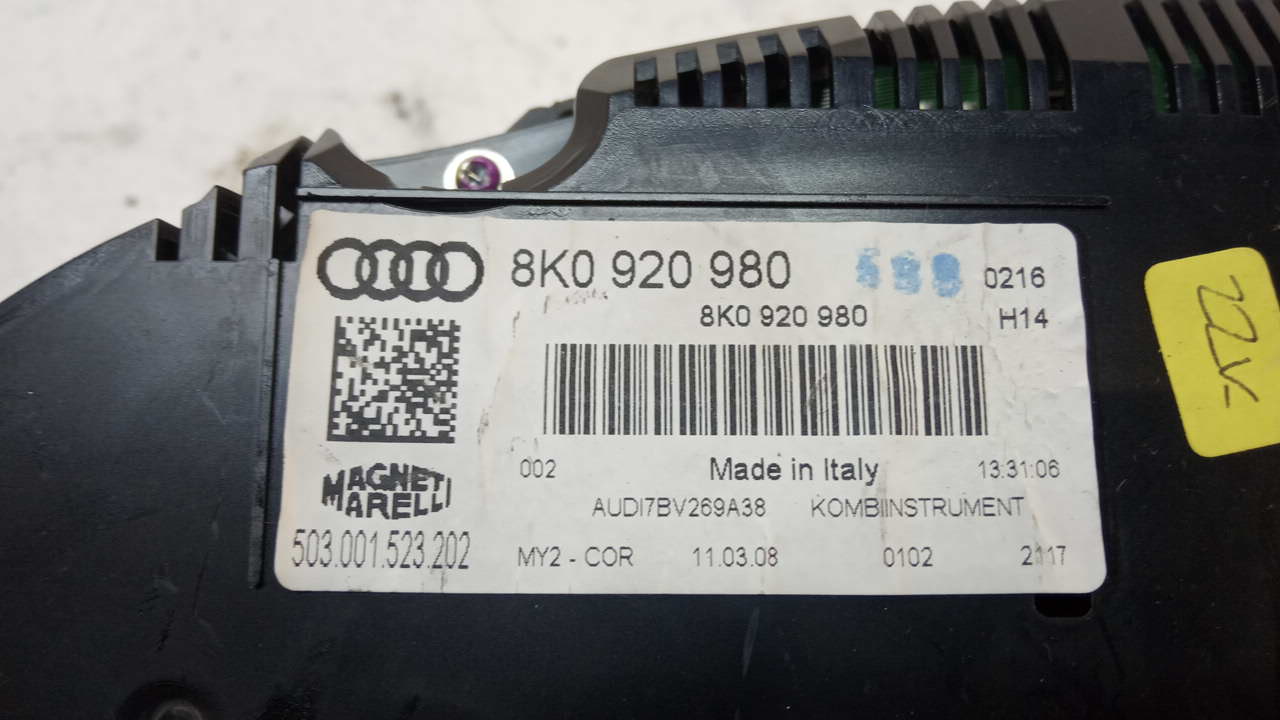 8K0 920 980 0216
8K0 920 980 H14
002 Made in Italy 13:31:06
MAGNETI
MARELLI
AUDI7BV269A38 KOMBIINSTRUMENT
503.001.523.202
MY2 - COR 11.03.08 0102 2117